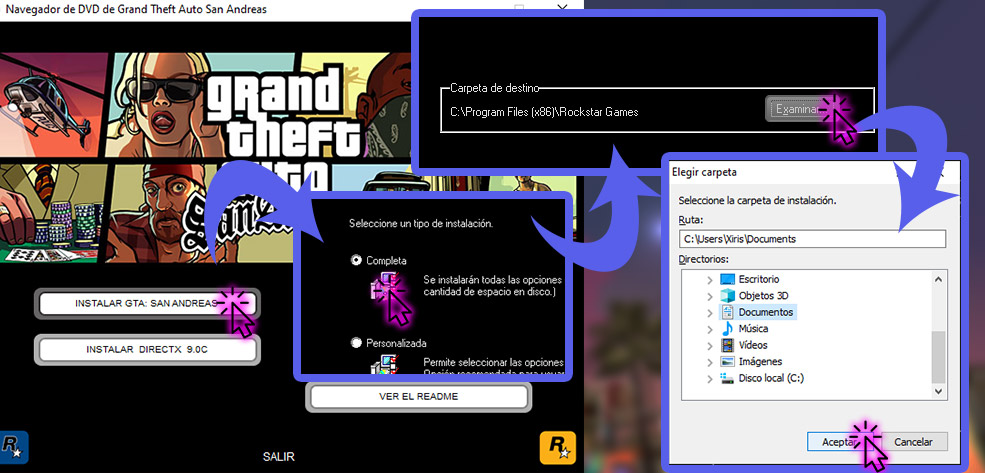 Navegador de DVD de Grand Theft Auto San Andreas
grand
theft
auto
San
INSTALAR GTA: SAN ANDREAS
INSTALAR DIRECTX 9.0C
VER EL README
SALIR
R
R
Seleccione un tipo de instalación.
Completa
Se instalarán todas las opciones
cantidad de espacio en disco.)
Personalizada
Permite seleccionar las opciones
Carpeta de destino
C:\Program Files (x86)\Rockstar Games
Examinar
Elegir carpeta
Seleccione la carpeta de instalación.
Ruta:
C:\Users\Xiris\Documents
Directorios:
Escritorio
Objetos 3D
Documentos
Música
Vídeos
Imágenes
Disco local (C:)
Aceptar
Cancelar